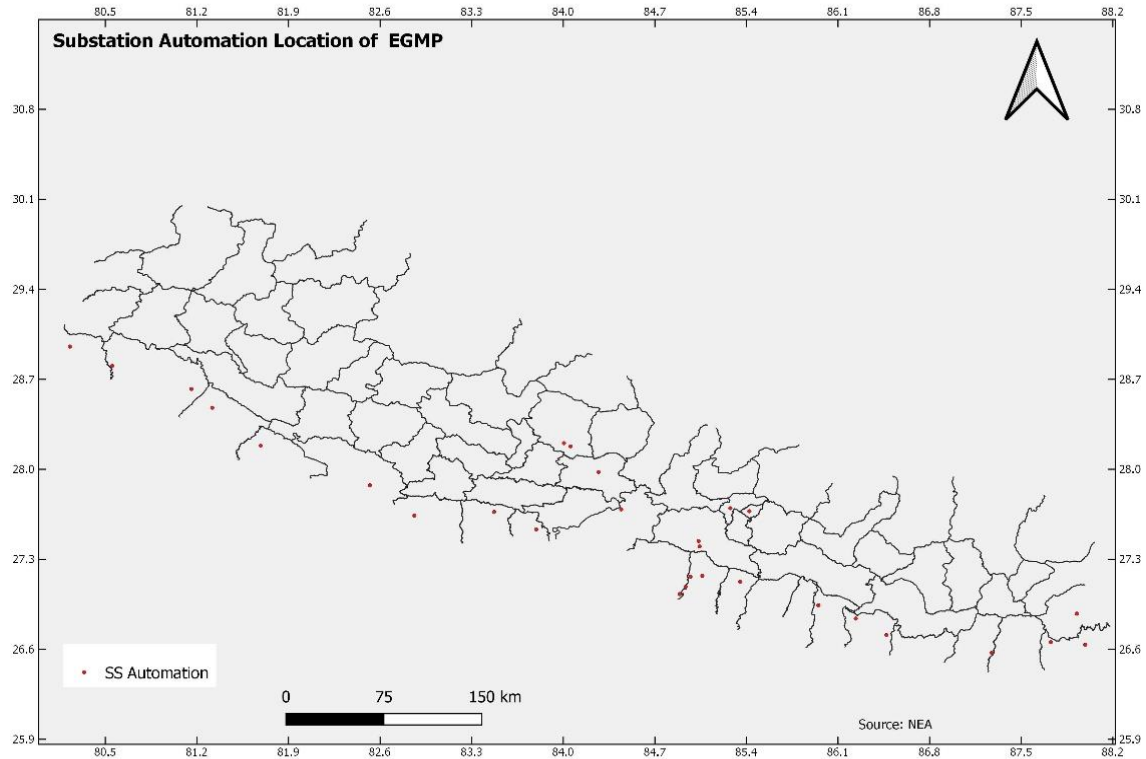 80.5 81.2 81.9 82.6 83.3 84.0 84.7 85.4 86.1 86.8 87.5 88.2
Substation Automation Location of EGMP
30.8 30.8
30.1 30.1
29.4 29.4
28.7 28.7
28.0 28.0
27.3 27.3
26.6 26.6
SS Automation
0 75 150 km
Source: NEA
25.9 25.9
80.5 81.2 81.9 82.6 83.3 84.0 84.7 85.4 86.1 86.8 87.5 88.2